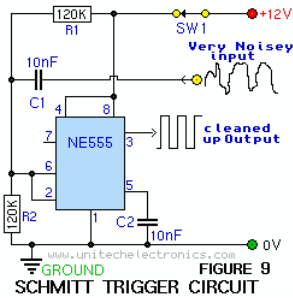 120K
R1
+12V
SW1
10nF
Very Noisey
input
C1
4
8
7
NE555
3
cleaned
up Output
6
2
5
120K
R2
1
C2
10nF
www.unitechelectronics.com
0V
GROUND
FIGURE 9
SCHMITT TRIGGER CIRCUIT